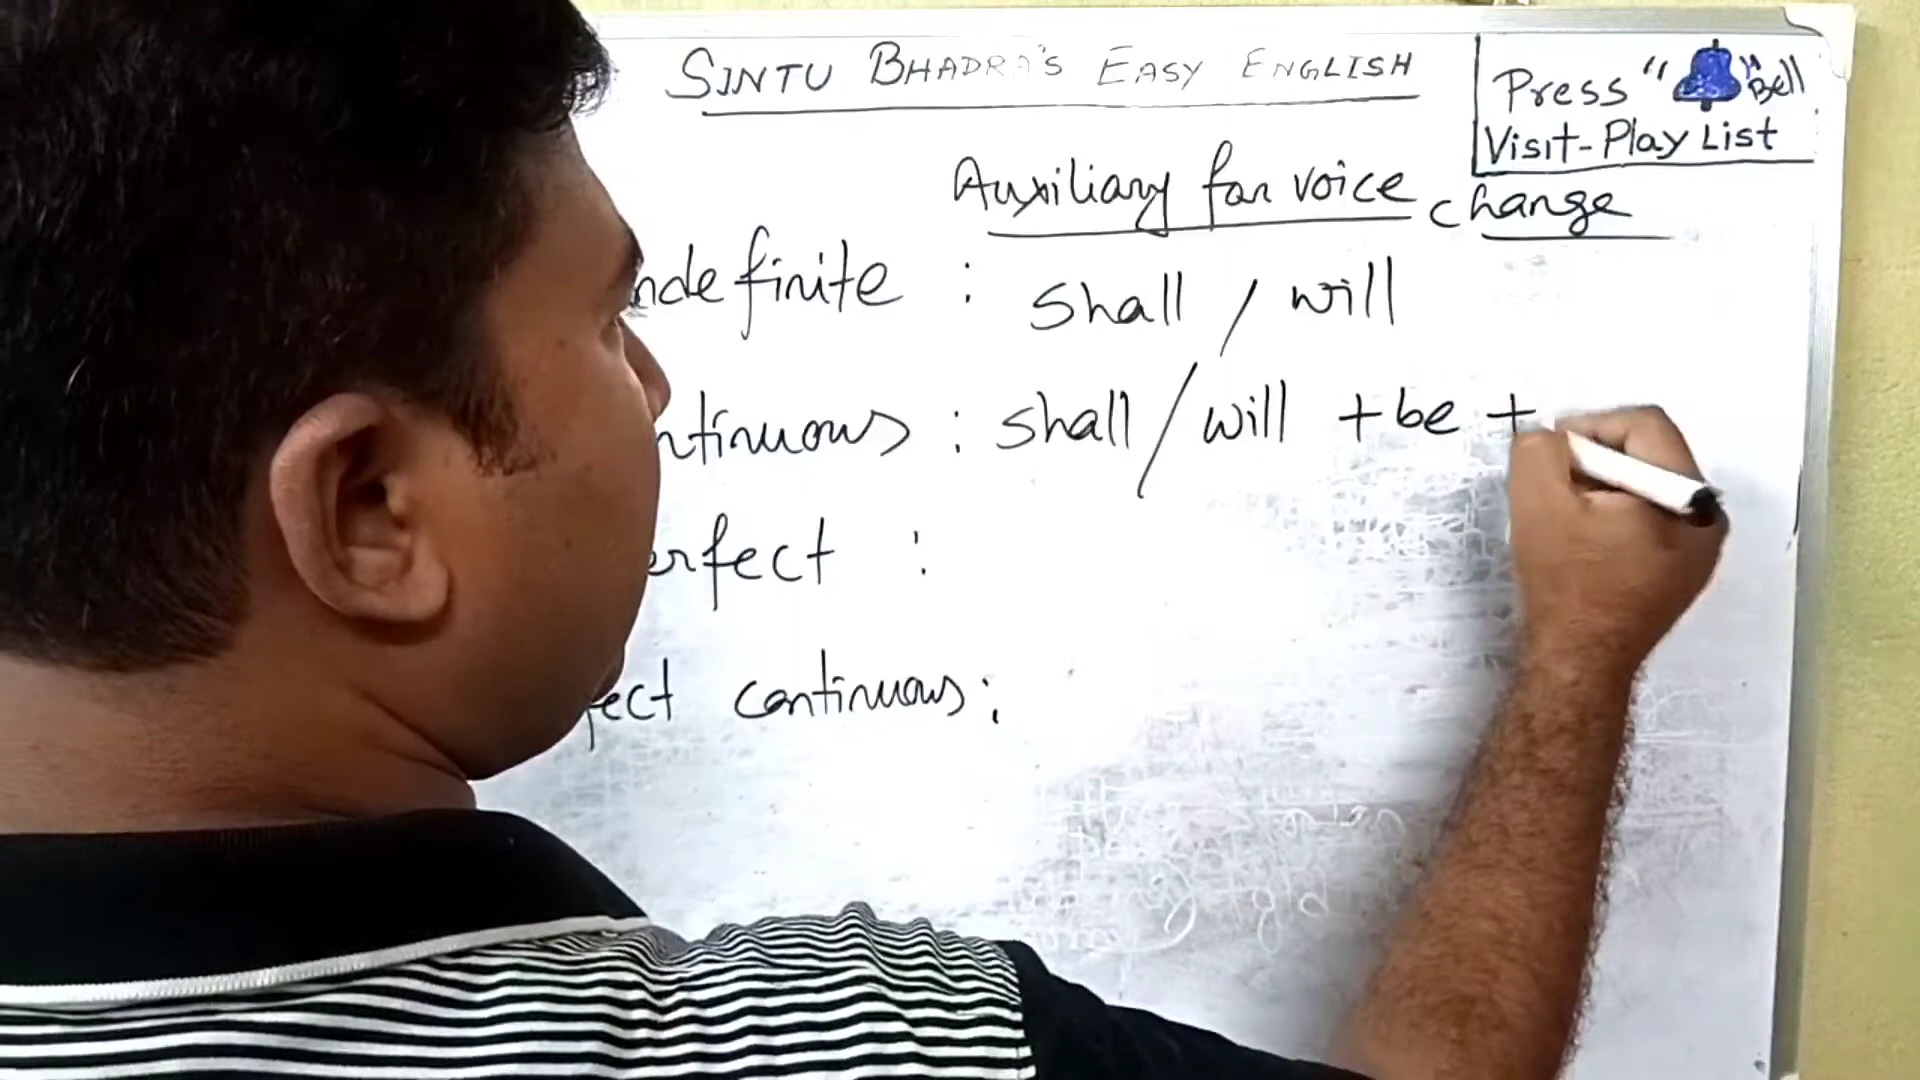 SINTU BHADRA'S EASY ENGLISH
Press " " Bell
Visit-Play List
Auxiliary for voice change
ndefinite : shall / will
ntinuous : shall / will + be +
erfect :
fect continuous :